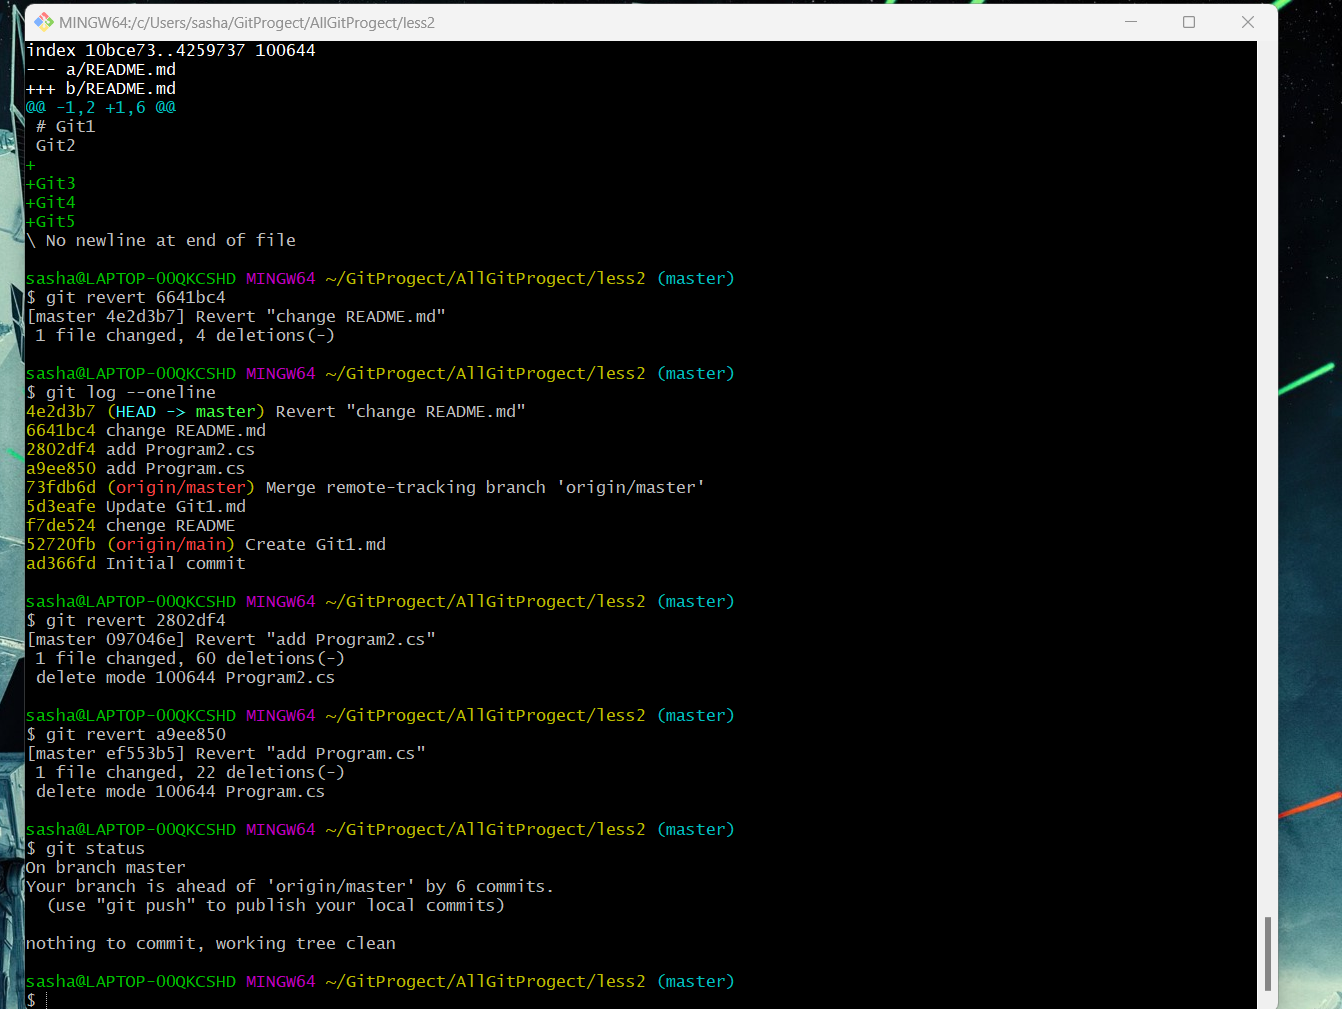 MINGW64:/c/Users/sasha/GitProgect/AllGitProgect/less2
index 10bce73..4259737 100644
--- a/README.md
+++ b/README.md
@@ -1,2 +1,6 @@
 # Git1
 Git2
+
+Git3
+Git4
+Git5
\ No newline at end of file
sasha@LAPTOP-OOQKCSHD MINGW64 ~/GitProgect/AllGitProgect/less2 (master)
$ git revert 6641bc4
[master 4e2d3b7] Revert "change README.md"
 1 file changed, 4 deletions(-)
sasha@LAPTOP-OOQKCSHD MINGW64 ~/GitProgect/AllGitProgect/less2 (master)
$ git log --oneline
4e2d3b7 (HEAD -> master) Revert "change README.md"
6641bc4 change README.md
2802df4 add Program2.cs
a9ee850 add Program.cs
73fdb6d (origin/master) Merge remote-tracking branch 'origin/master'
5d3eafe Update Git1.md
f7de524 chenge README
52720fb (origin/main) Create Git1.md
ad366fd Initial commit
sasha@LAPTOP-OOQKCSHD MINGW64 ~/GitProgect/AllGitProgect/less2 (master)
$ git revert 2802df4
[master 097046e] Revert "add Program2.cs"
 1 file changed, 60 deletions(-)
 delete mode 100644 Program2.cs
sasha@LAPTOP-OOQKCSHD MINGW64 ~/GitProgect/AllGitProgect/less2 (master)
$ git revert a9ee850
[master ef553b5] Revert "add Program.cs"
 1 file changed, 22 deletions(-)
 delete mode 100644 Program.cs
sasha@LAPTOP-OOQKCSHD MINGW64 ~/GitProgect/AllGitProgect/less2 (master)
$ git status
On branch master
Your branch is ahead of 'origin/master' by 6 commits.
  (use "git push" to publish your local commits)
nothing to commit, working tree clean
sasha@LAPTOP-OOQKCSHD MINGW64 ~/GitProgect/AllGitProgect/less2 (master)
$